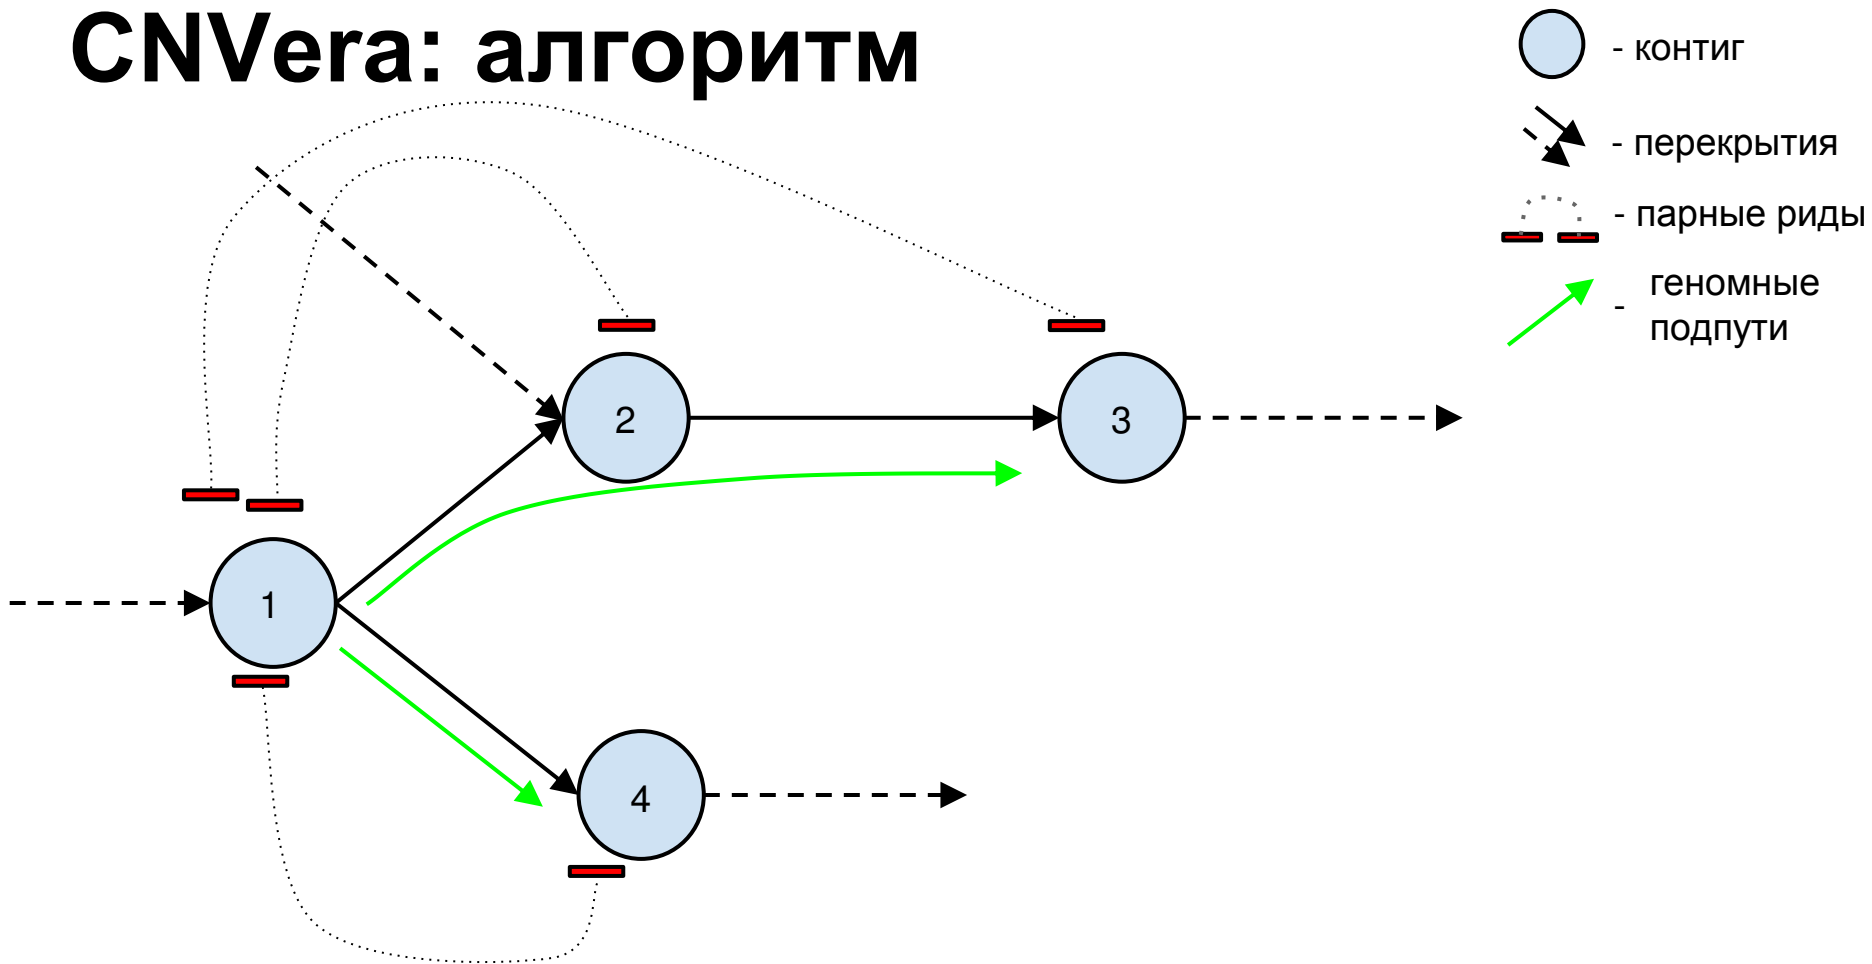 CNVera: алгоритм
- контиг
- перекрытия
- парные риды
- геномные
подпути
2
3
1
4